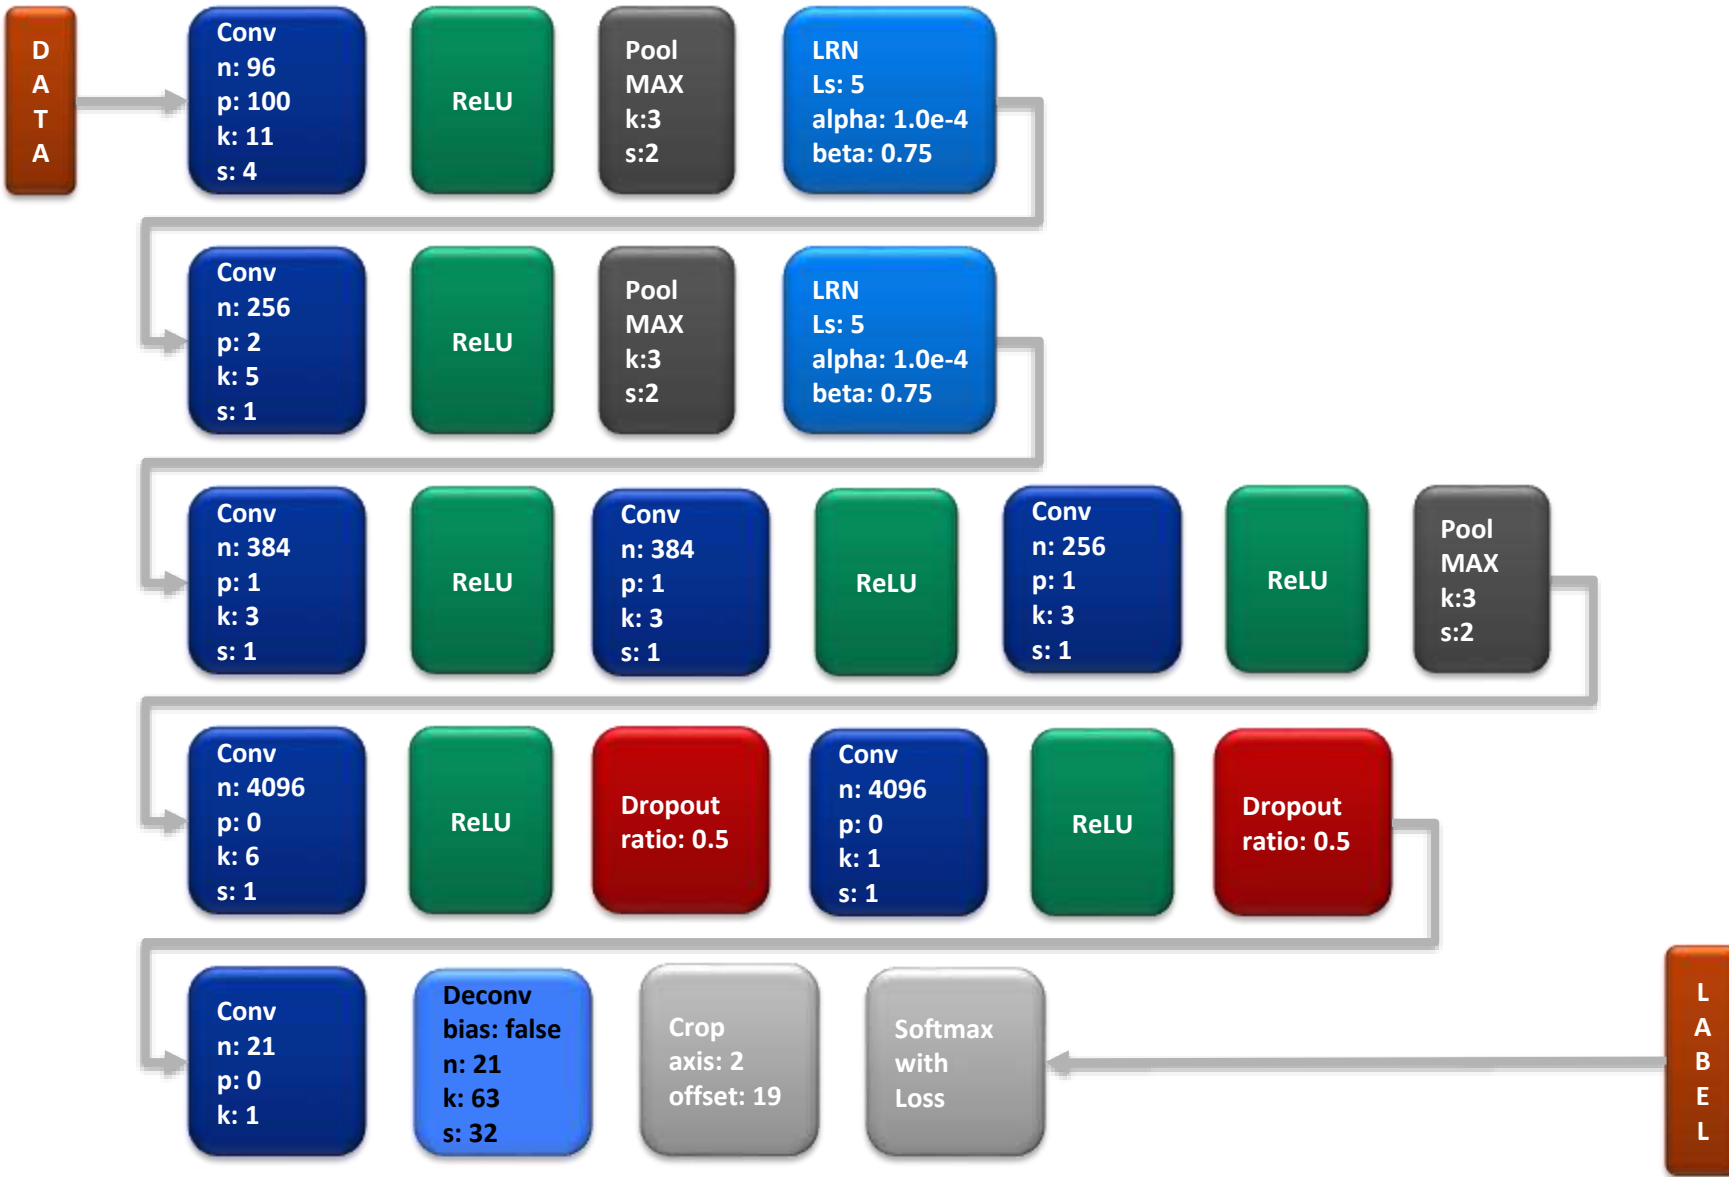 D
A
T
A
Conv
n: 96
p: 100
k: 11
s: 4
ReLU
Pool
MAX
k:3
s:2
LRN
Ls: 5
alpha: 1.0e-4
beta: 0.75
Conv
n: 256
p: 2
k: 5
s: 1
ReLU
Pool
MAX
k:3
s:2
LRN
Ls: 5
alpha: 1.0e-4
beta: 0.75
Conv
n: 384
p: 1
k: 3
s: 1
ReLU
Conv
n: 384
p: 1
k: 3
s: 1
ReLU
Conv
n: 256
p: 1
k: 3
s: 1
ReLU
Pool
MAX
k:3
s:2
Conv
n: 4096
p: 0
k: 6
s: 1
ReLU
Dropout
ratio: 0.5
Conv
n: 4096
p: 0
k: 1
s: 1
ReLU
Dropout
ratio: 0.5
Conv
n: 21
p: 0
k: 1
Deconv
bias: false
n: 21
k: 63
s: 32
Crop
axis: 2
offset: 19
Softmax
with
Loss
L
A
B
E
L